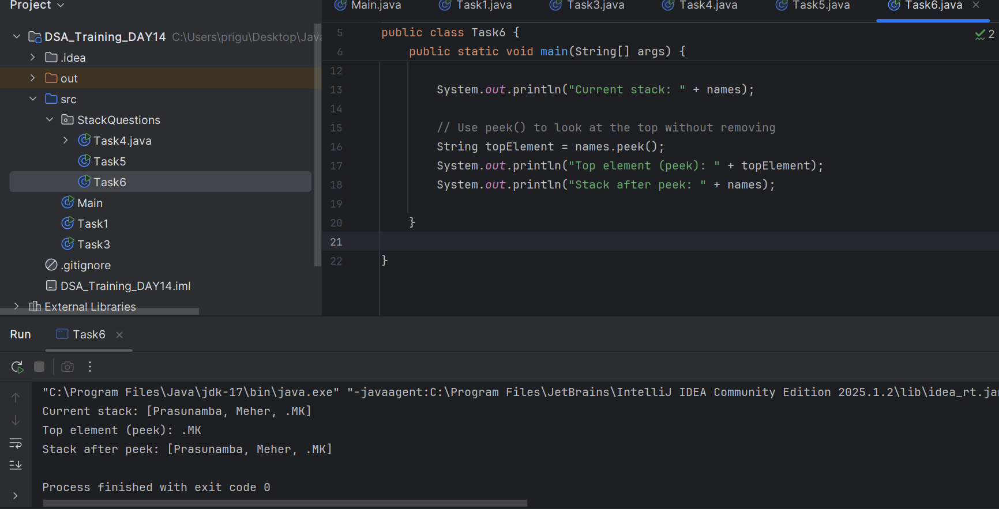 Project
Main.java Task1.java Task3.java Task4.java Task5.java Task6.java
DSA_Training_DAY14 C:\Users\prigu\Desktop\Java
.idea
out
src
StackQuestions
Task4.java
Task5
Task6
Main
Task1
Task3
.gitignore
DSA_Training_DAY14.iml
External Libraries
5 public class Task6 {
2
6 public static void main(String[] args) {
12
13 System.out.println("Current stack: " + names);
14
15 // Use peek() to look at the top without removing
16 String topElement = names.peek();
17 System.out.println("Top element (peek): " + topElement);
18 System.out.println("Stack after peek: " + names);
19
20 }
21
22 }
Run Task6
"C:\Program Files\Java\jdk-17\bin\java.exe" "-javaagent:C:\Program Files\JetBrains\IntelliJ IDEA Community Edition 2025.1.2\lib\idea_rt.jar
Current stack: [Prasunamba, Meher, .MK]
Top element (peek): .MK
Stack after peek: [Prasunamba, Meher, .MK]
Process finished with exit code 0